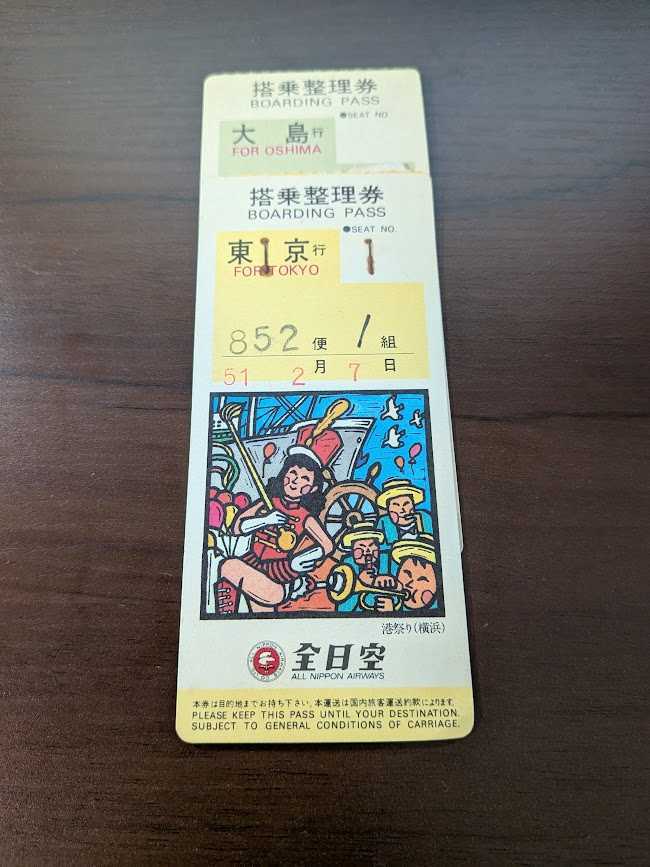 搭乗整理券
BOARDING PASS
●SEAT NO.
大島行
FOR OSHIMA
搭乗整理券
BOARDING PASS
●SEAT NO.
東京行
FOR TOKYO
852便 1組
51 2月 7日
港祭り(横浜)
全日空
ALL NIPPON AIRWAYS
本券は目的地までお持ち下さい。本運送は国内旅客運送約款によります。
PLEASE KEEP THIS PASS UNTIL YOUR DESTINATION.
SUBJECT TO GENERAL CONDITIONS OF CARRIAGE.